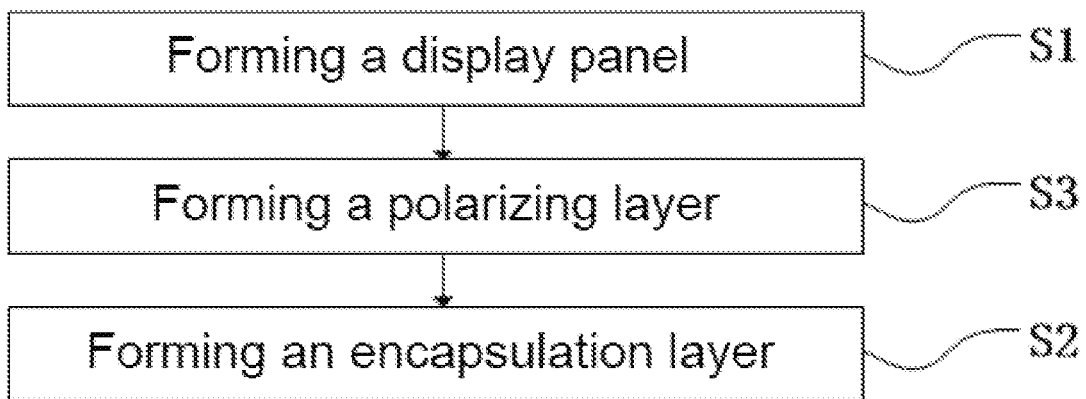 Forming a display panel S1
Forming a polarizing layer S3
Forming an encapsulation layer S2